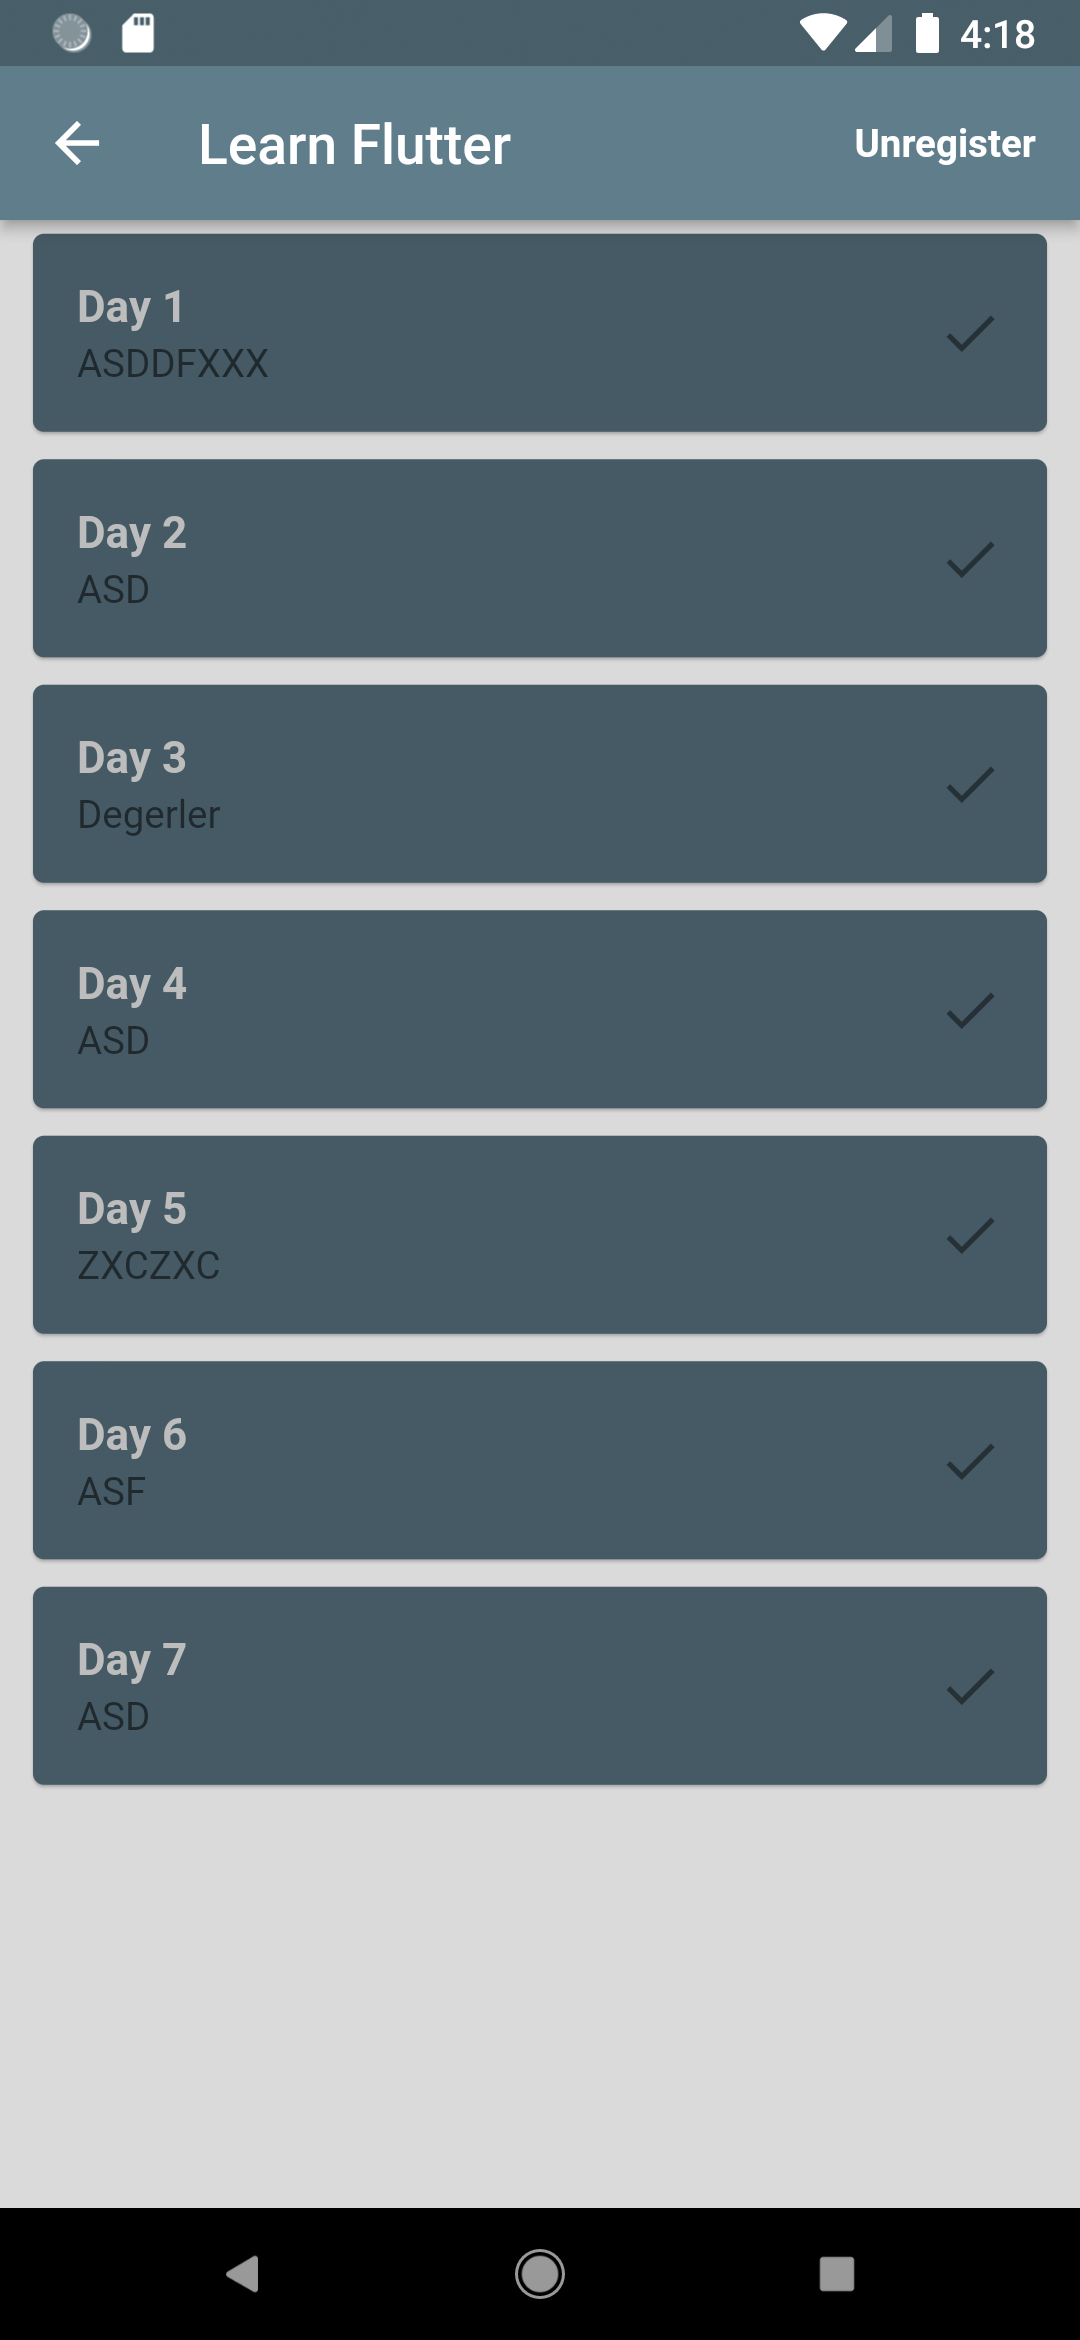 4:18
Learn Flutter
Unregister
Day 1
ASDDFXXX
Day 2
ASD
Day 3
Degerler
Day 4
ASD
Day 5
ZXCZXC
Day 6
ASF
Day 7
ASD